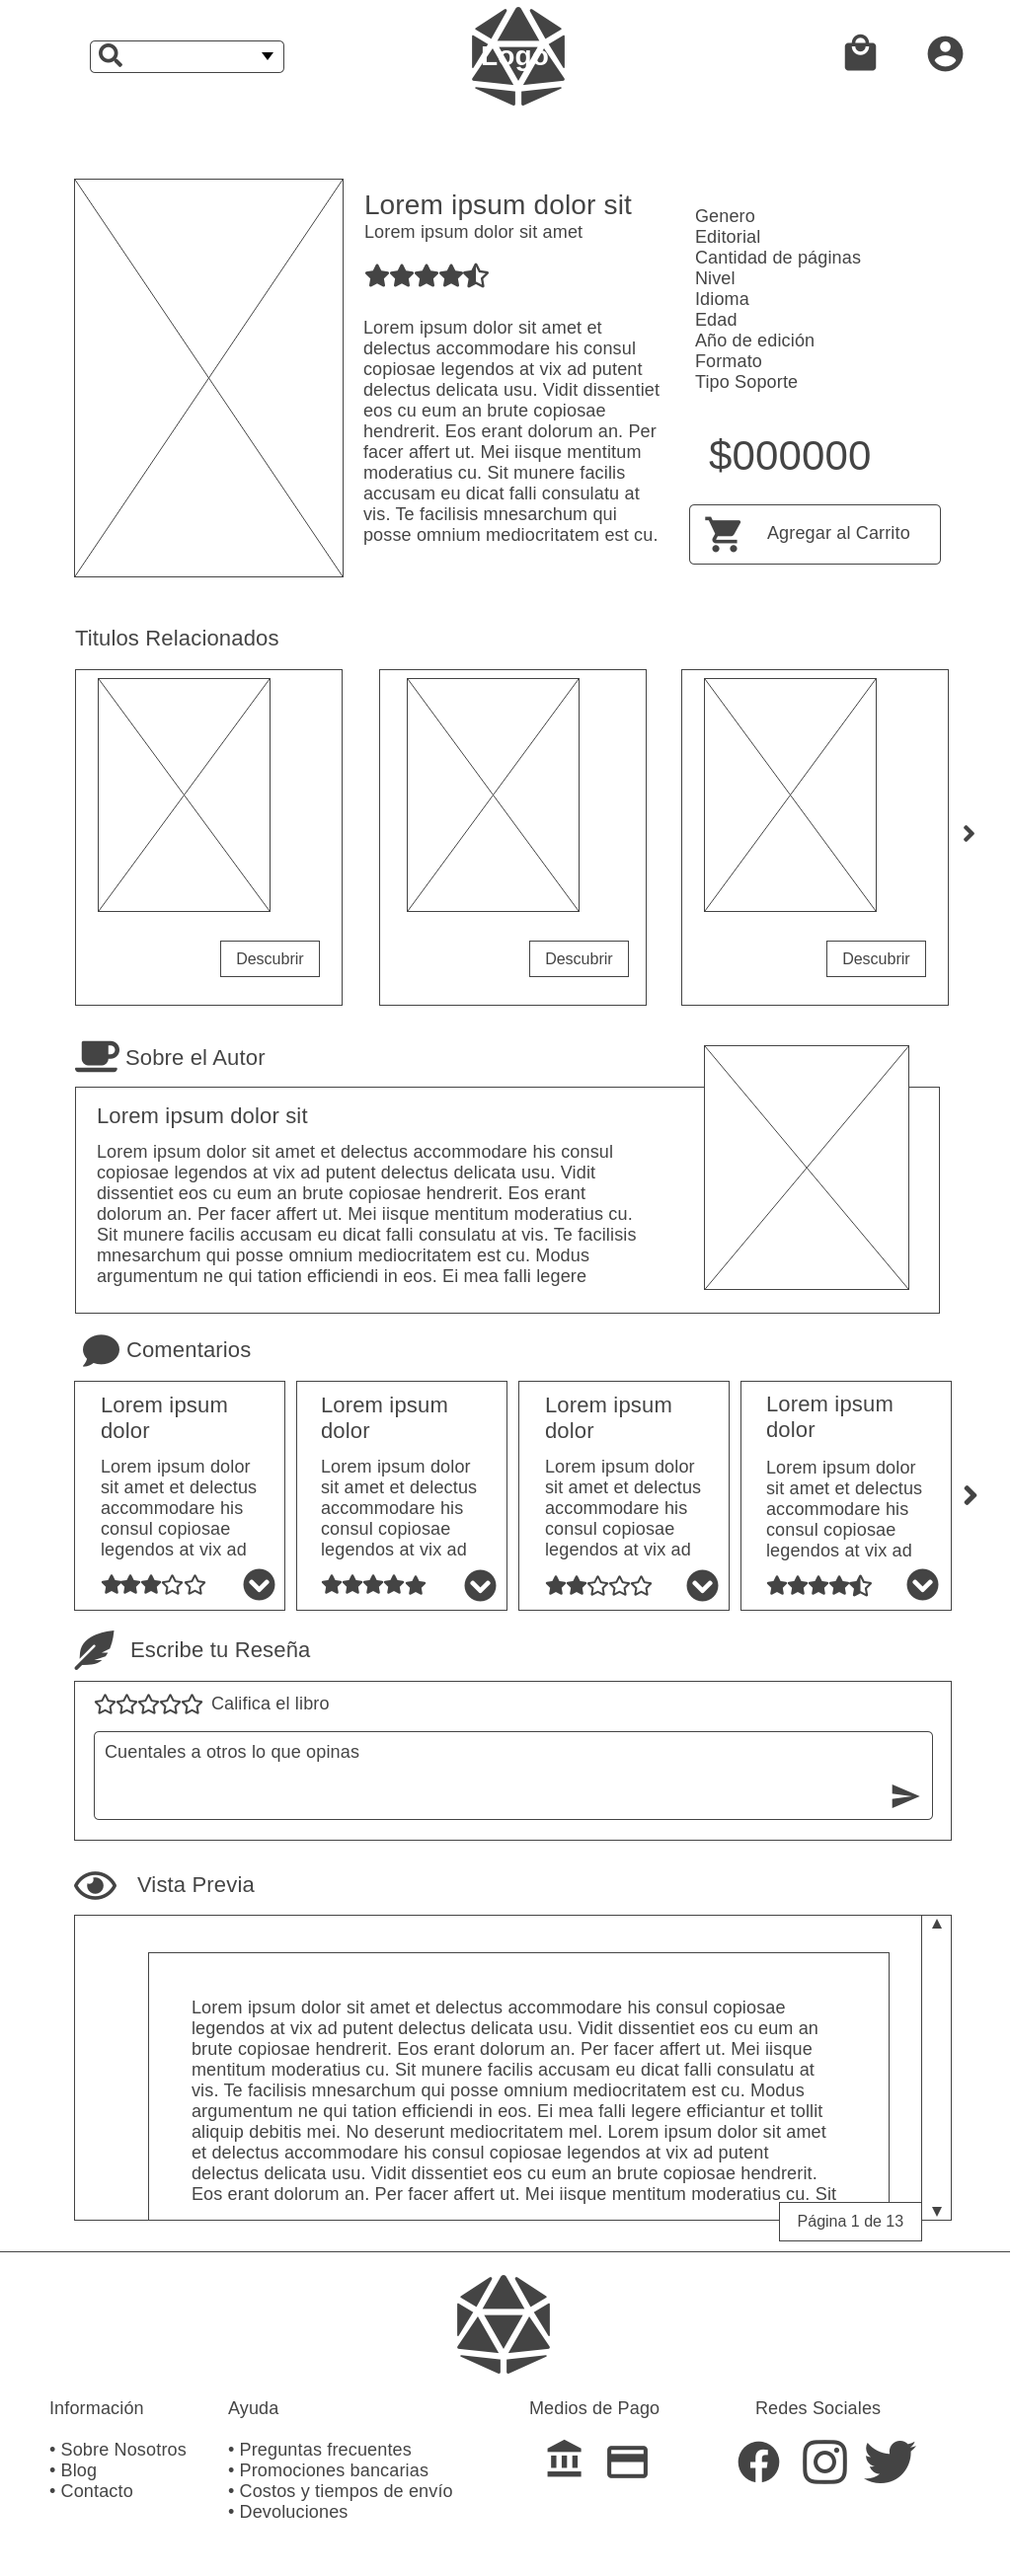 Logo
Lorem ipsum dolor sit
Lorem ipsum dolor sit amet
Lorem ipsum dolor sit amet et
delectus accommodare his consul
copiosae legendos at vix ad putent
delectus delicata usu. Vidit dissentiet
eos cu eum an brute copiosae
hendrerit. Eos erant dolorum an. Per
facer affert ut. Mei iisque mentitum
moderatius cu. Sit munere facilis
accusam eu dicat falli consulatu at
vis. Te facilisis mnesarchum qui
posse omnium mediocritatem est cu.
Genero
Editorial
Cantidad de páginas
Nivel
Idioma
Edad
Año de edición
Formato
Tipo Soporte
$000000
Agregar al Carrito
Titulos Relacionados
Descubrir
Descubrir
Descubrir
Sobre el Autor
Lorem ipsum dolor sit
Lorem ipsum dolor sit amet et delectus accommodare his consul
copiosae legendos at vix ad putent delectus delicata usu. Vidit
dissentiet eos cu eum an brute copiosae hendrerit. Eos erant
dolorum an. Per facer affert ut. Mei iisque mentitum moderatius cu.
Sit munere facilis accusam eu dicat falli consulatu at vis. Te facilisis
mnesarchum qui posse omnium mediocritatem est cu. Modus
argumentum ne qui tation efficiendi in eos. Ei mea falli legere
Comentarios
Lorem ipsum
dolor
Lorem ipsum dolor
sit amet et delectus
accommodare his
consul copiosae
legendos at vix ad
Lorem ipsum
dolor
Lorem ipsum dolor
sit amet et delectus
accommodare his
consul copiosae
legendos at vix ad
Lorem ipsum
dolor
Lorem ipsum dolor
sit amet et delectus
accommodare his
consul copiosae
legendos at vix ad
Lorem ipsum
dolor
Lorem ipsum dolor
sit amet et delectus
accommodare his
consul copiosae
legendos at vix ad
Escribe tu Reseña
Califica el libro
Cuentales a otros lo que opinas
Vista Previa
Lorem ipsum dolor sit amet et delectus accommodare his consul copiosae
legendos at vix ad putent delectus delicata usu. Vidit dissentiet eos cu eum an
brute copiosae hendrerit. Eos erant dolorum an. Per facer affert ut. Mei iisque
mentitum moderatius cu. Sit munere facilis accusam eu dicat falli consulatu at
vis. Te facilisis mnesarchum qui posse omnium mediocritatem est cu. Modus
argumentum ne qui tation efficiendi in eos. Ei mea falli legere efficiantur et tollit
aliquip debitis mei. No deserunt mediocritatem mel. Lorem ipsum dolor sit amet
et delectus accommodare his consul copiosae legendos at vix ad putent
delectus delicata usu. Vidit dissentiet eos cu eum an brute copiosae hendrerit.
Eos erant dolorum an. Per facer affert ut. Mei iisque mentitum moderatius cu. Sit
Página 1 de 13
Información
• Sobre Nosotros
• Blog
• Contacto
Ayuda
• Preguntas frecuentes
• Promociones bancarias
• Costos y tiempos de envío
• Devoluciones
Medios de Pago
Redes Sociales